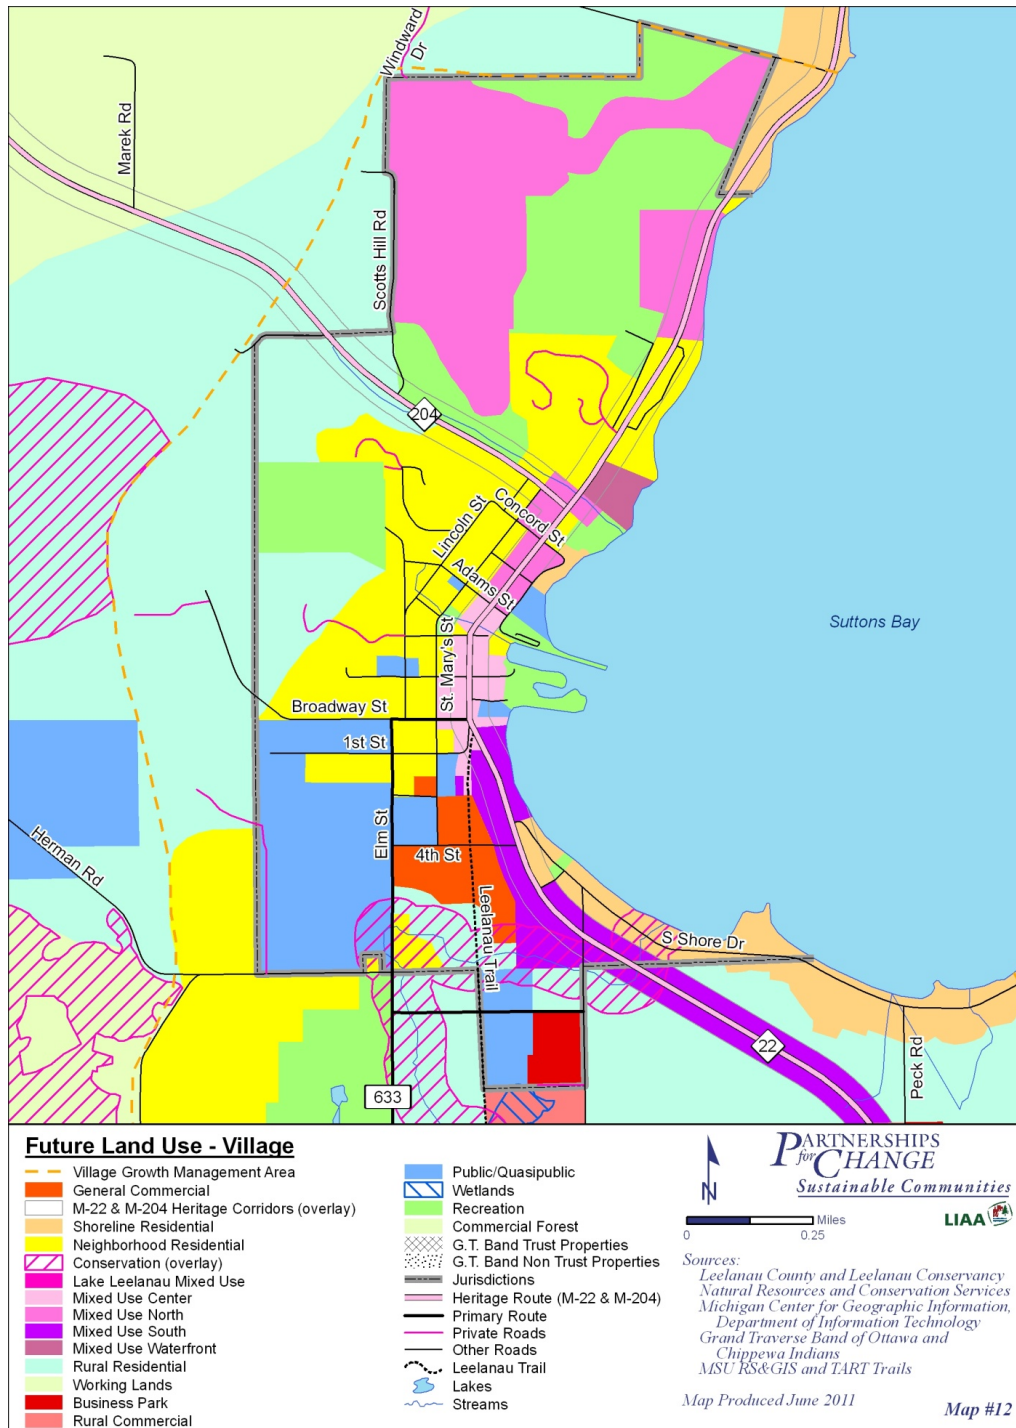 Windward
Dr
Marek Rd
Scotts Hill Rd
204
Concord St
Lincoln St
Adams St
St. Mary's St
Suttons Bay
Broadway St
1st St
Elm St
Herman Rd
4th St
Leelanau Trail
S Shore Dr
22
Peck Rd
633
Future Land Use - Village
Village Growth Management Area
General Commercial
M-22 & M-204 Heritage Corridors (overlay)
Shoreline Residential
Neighborhood Residential
Conservation (overlay)
Lake Leelanau Mixed Use
Mixed Use Center
Mixed Use North
Mixed Use South
Mixed Use Waterfront
Rural Residential
Working Lands
Business Park
Rural Commercial
Public/Quasipublic
Wetlands
Recreation
Commercial Forest
G.T. Band Trust Properties
G.T. Band Non Trust Properties
Jurisdictions
Heritage Route (M-22 & M-204)
Primary Route
Private Roads
Other Roads
Leelanau Trail
Lakes
Streams
N
PARTNERSHIPS
for CHANGE
Sustainable Communities
Miles
0 0.25
LIAA
Sources:
Leelanau County and Leelanau Conservancy
Natural Resources and Conservation Services
Michigan Center for Geographic Information,
Department of Information Technology
Grand Traverse Band of Ottawa and
Chippewa Indians
MSU RS&GIS and TART Trails
Map Produced June 2011
Map #12